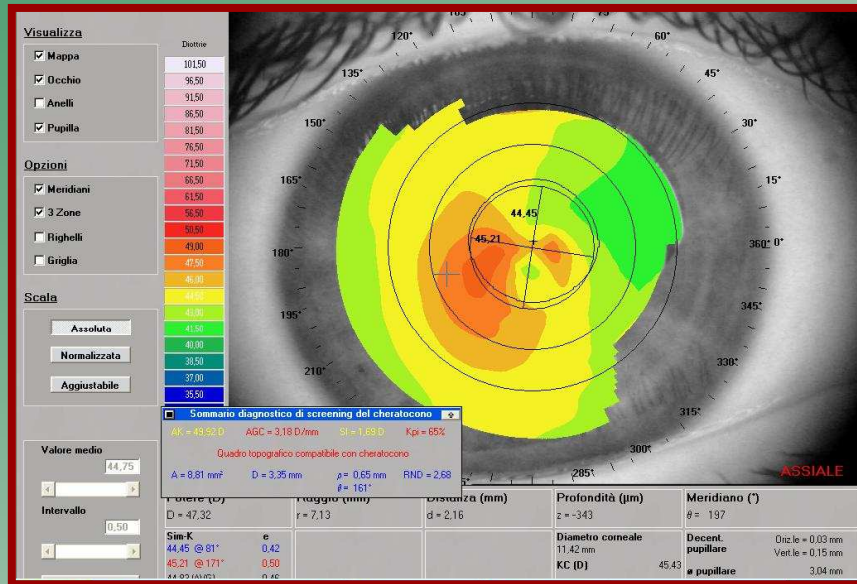 Visualizza
Mappa
Occhio
Anelli
Pupilla
Opzioni
Meridiani
3 Zone
Righelli
Griglia
Scala
Assoluta
Normalizzata
Aggiustabile
Valore medio
44,75
Intervallo
0,50
Diottrie
101,50
96,50
91,50
86,50
81,50
76,50
71,50
66,50
61,50
56,50
50,50
49,00
47,50
46,00
44,50
43,00
41,50
40,00
38,50
37,00
35,50
120°
75°
60°
135°
45°
150°
30°
165°
15°
180°
360° 0°
195°
345°
210°
330°
315°
300°
285°
44,45
45,21
ASSIALE
Sommario diagnostico di screening del cheratocono
AK = 49,92 D AGC = 3,18 D/mm SI = 1,69 D Kpi = 65%
Quadro topografico compatibile con cheratocono
A = 8,81 mm² D = 3,35 mm ρ = 0,65 mm RND = 2,68
θ = 161°
Profondità (µm) Meridiano (°)
D = 47,32 r = 7,13 d = 2,16 z = -343 θ = 197
Sim-K e
44,45 @ 81° 0,42
45,21 @ 171° 0,50
Diametro corneale
11,42 mm
KC (D) 45,43
Decent. pupillare
Oriz.le = 0,03 mm
Vert.le = 0,15 mm
ø pupillare 3,04 mm